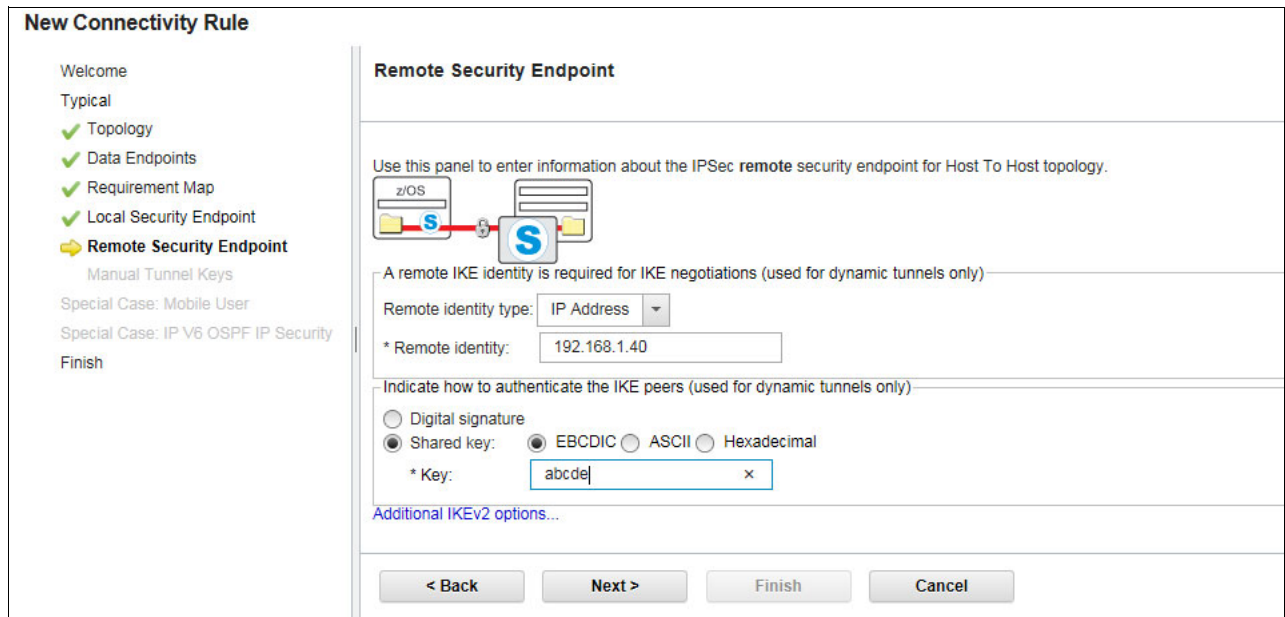 New Connectivity Rule
Welcome
Typical
Topology
Data Endpoints
Requirement Map
Local Security Endpoint
Remote Security Endpoint
Manual Tunnel Keys
Special Case: Mobile User
Special Case: IP V6 OSPF IP Security
Finish
Remote Security Endpoint
Use this panel to enter information about the IPSec remote security endpoint for Host To Host topology.
z/OS
S
S
A remote IKE identity is required for IKE negotiations (used for dynamic tunnels only)
Remote identity type: IP Address
* Remote identity: 192.168.1.40
Indicate how to authenticate the IKE peers (used for dynamic tunnels only)
Digital signature
Shared key: EBCDIC ASCII Hexadecimal
* Key: abcde ×
Additional IKEv2 options...
< Back Next > Finish Cancel